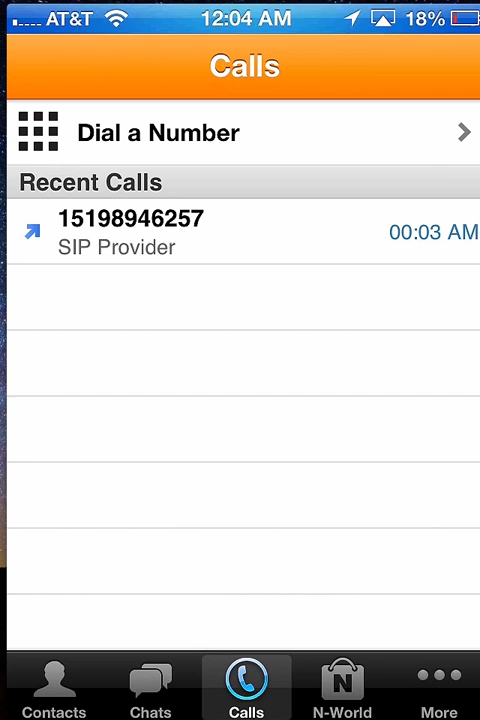 AT&T 12:04 AM 18%
Calls
Dial a Number
Recent Calls
15198946257
SIP Provider
00:03 AM
N
Contacts Chats Calls N-World More